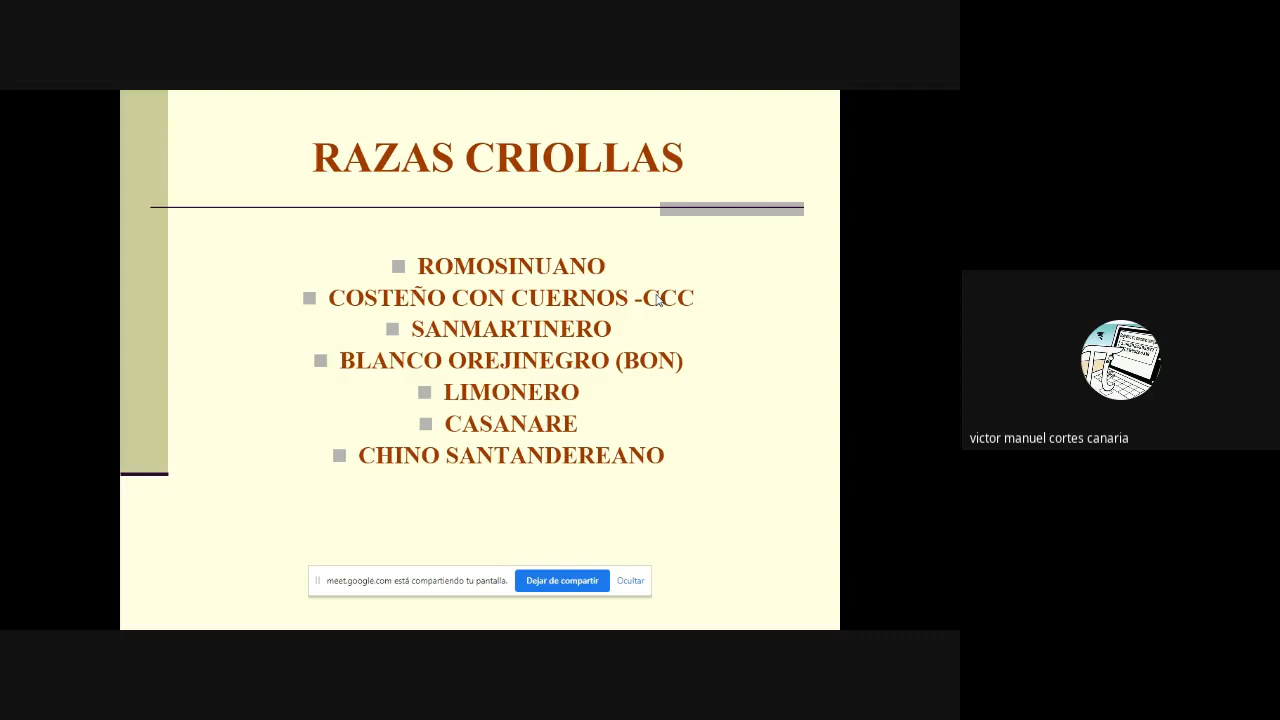 RAZAS CRIOLLAS
ROMOSINUANO
COSTEÑO CON CUERNOS -CCC
SANMARTINERO
BLANCO OREJINEGRO (BON)
LIMONERO
CASANARE
CHINO SANTANDEREANO
meet.google.com está compartiendo tu pantalla. Dejar de compartir Ocultar
victor manuel cortes canaria